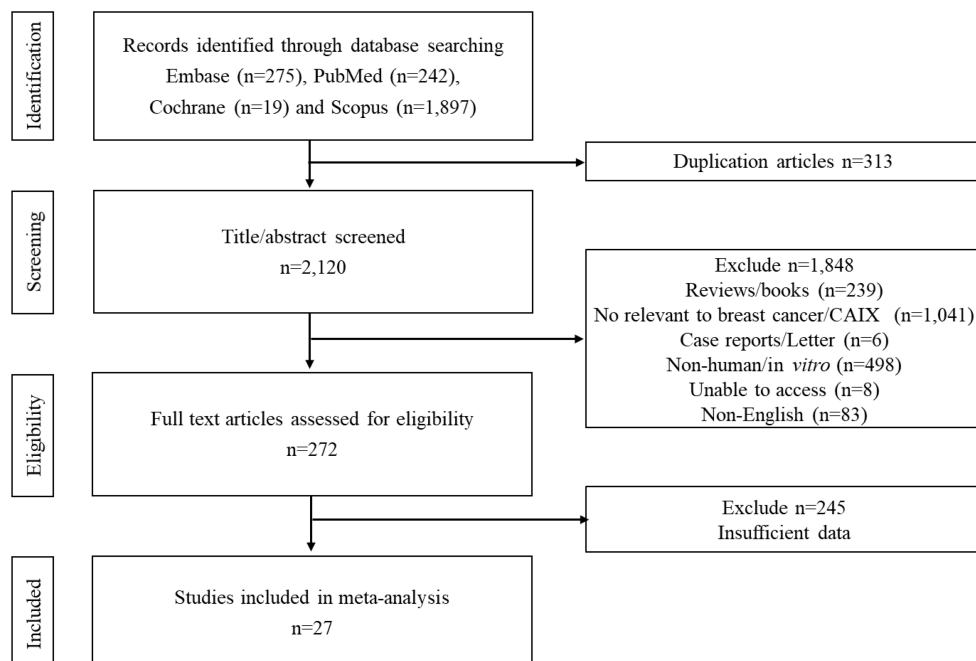 Identification
Records identified through database searching
Embase (n=275), PubMed (n=242),
Cochrane (n=19) and Scopus (n=1,897)
Duplication articles n=313
Screening
Title/abstract screened
n=2,120
Exclude n=1,848
Reviews/books (n=239)
No relevant to breast cancer/CAIX (n=1,041)
Case reports/Letter (n=6)
Non-human/in vitro (n=498)
Unable to access (n=8)
Non-English (n=83)
Eligibility
Full text articles assessed for eligibility
n=272
Exclude n=245
Insufficient data
Included
Studies included in meta-analysis
n=27